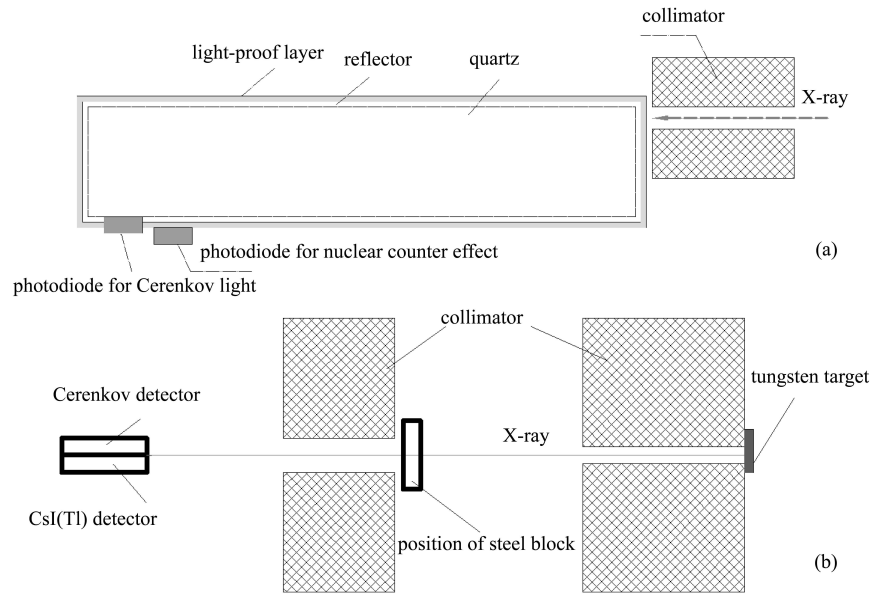 collimator
light-proof layer
reflector
quartz
X-ray
photodiode for nuclear counter effect
(a)
photodiode for Cerenkov light
collimator
tungsten target
Cerenkov detector
X-ray
CsI(Tl) detector
position of steel block
(b)